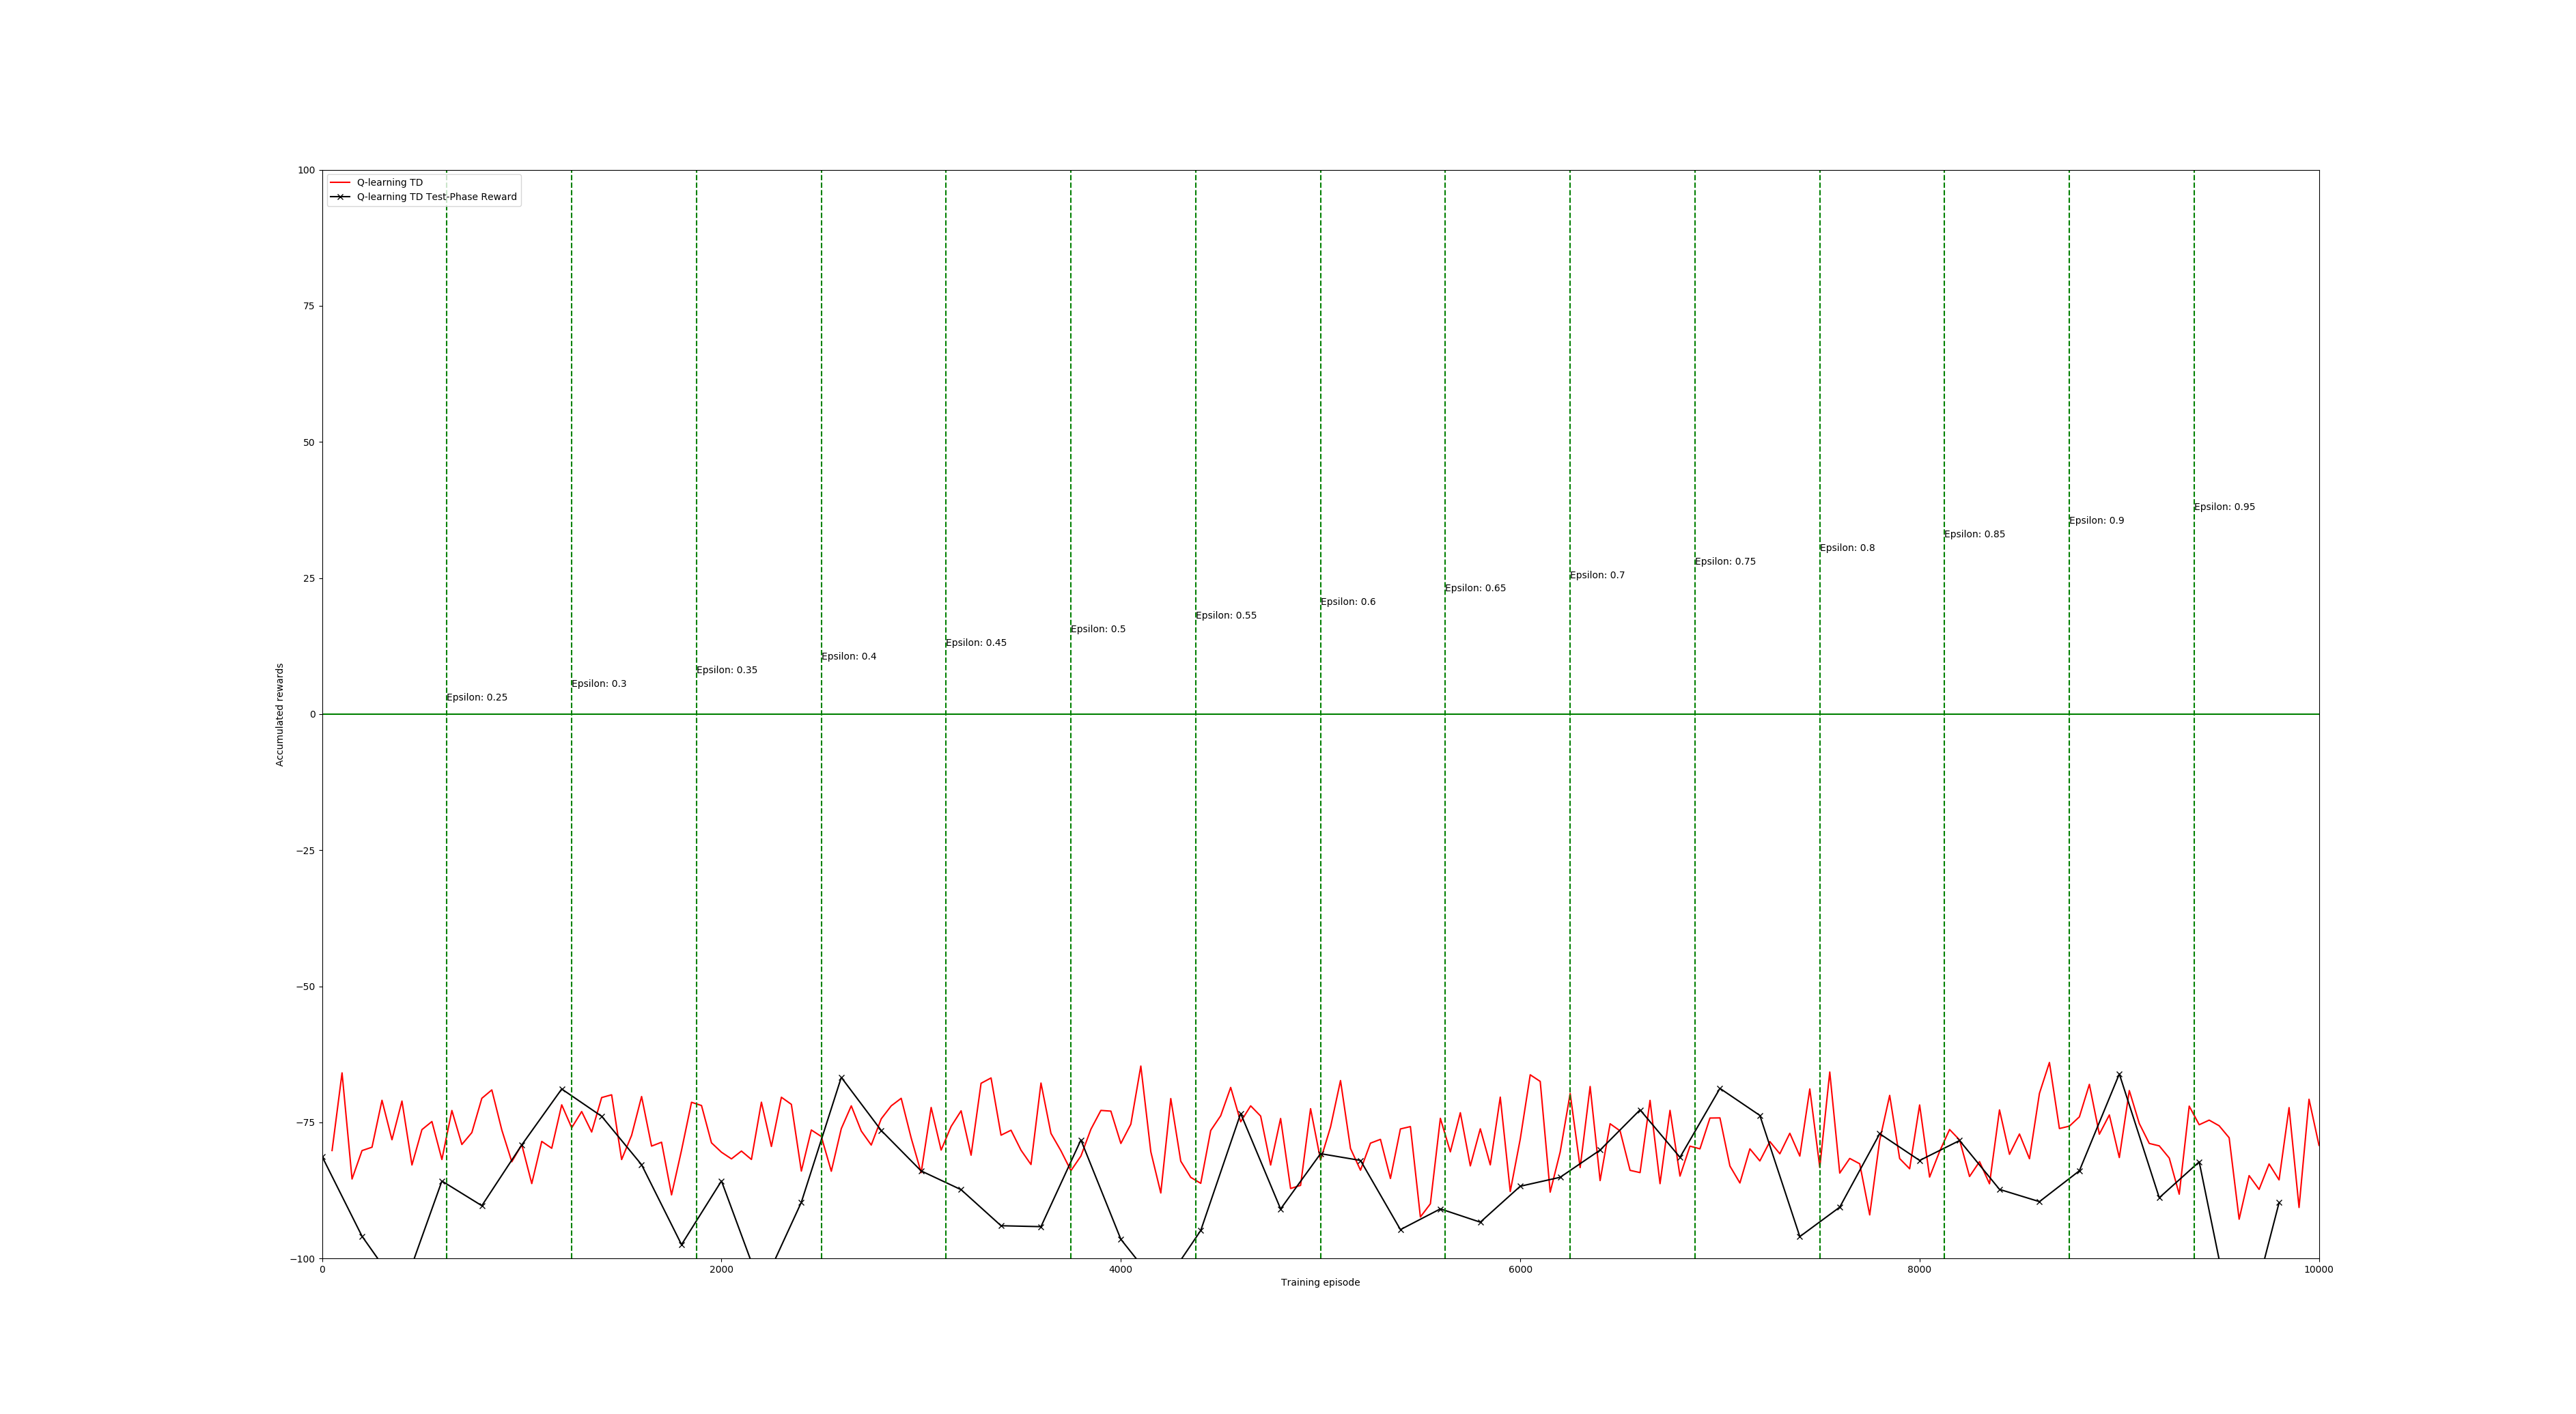 100
Q-learning TD
Q-learning TD Test-Phase Reward
75
50
Epsilon: 0.95
Epsilon: 0.9
Epsilon: 0.85
Epsilon: 0.8
Epsilon: 0.75
25
Epsilon: 0.7
Epsilon: 0.65
Epsilon: 0.6
Epsilon: 0.55
Epsilon: 0.5
Epsilon: 0.45
Epsilon: 0.4
Epsilon: 0.35
Epsilon: 0.3
Epsilon: 0.25
0
Accumulated rewards
−25
−50
−75
−100
0 2000 4000 6000 8000 10000
Training episode